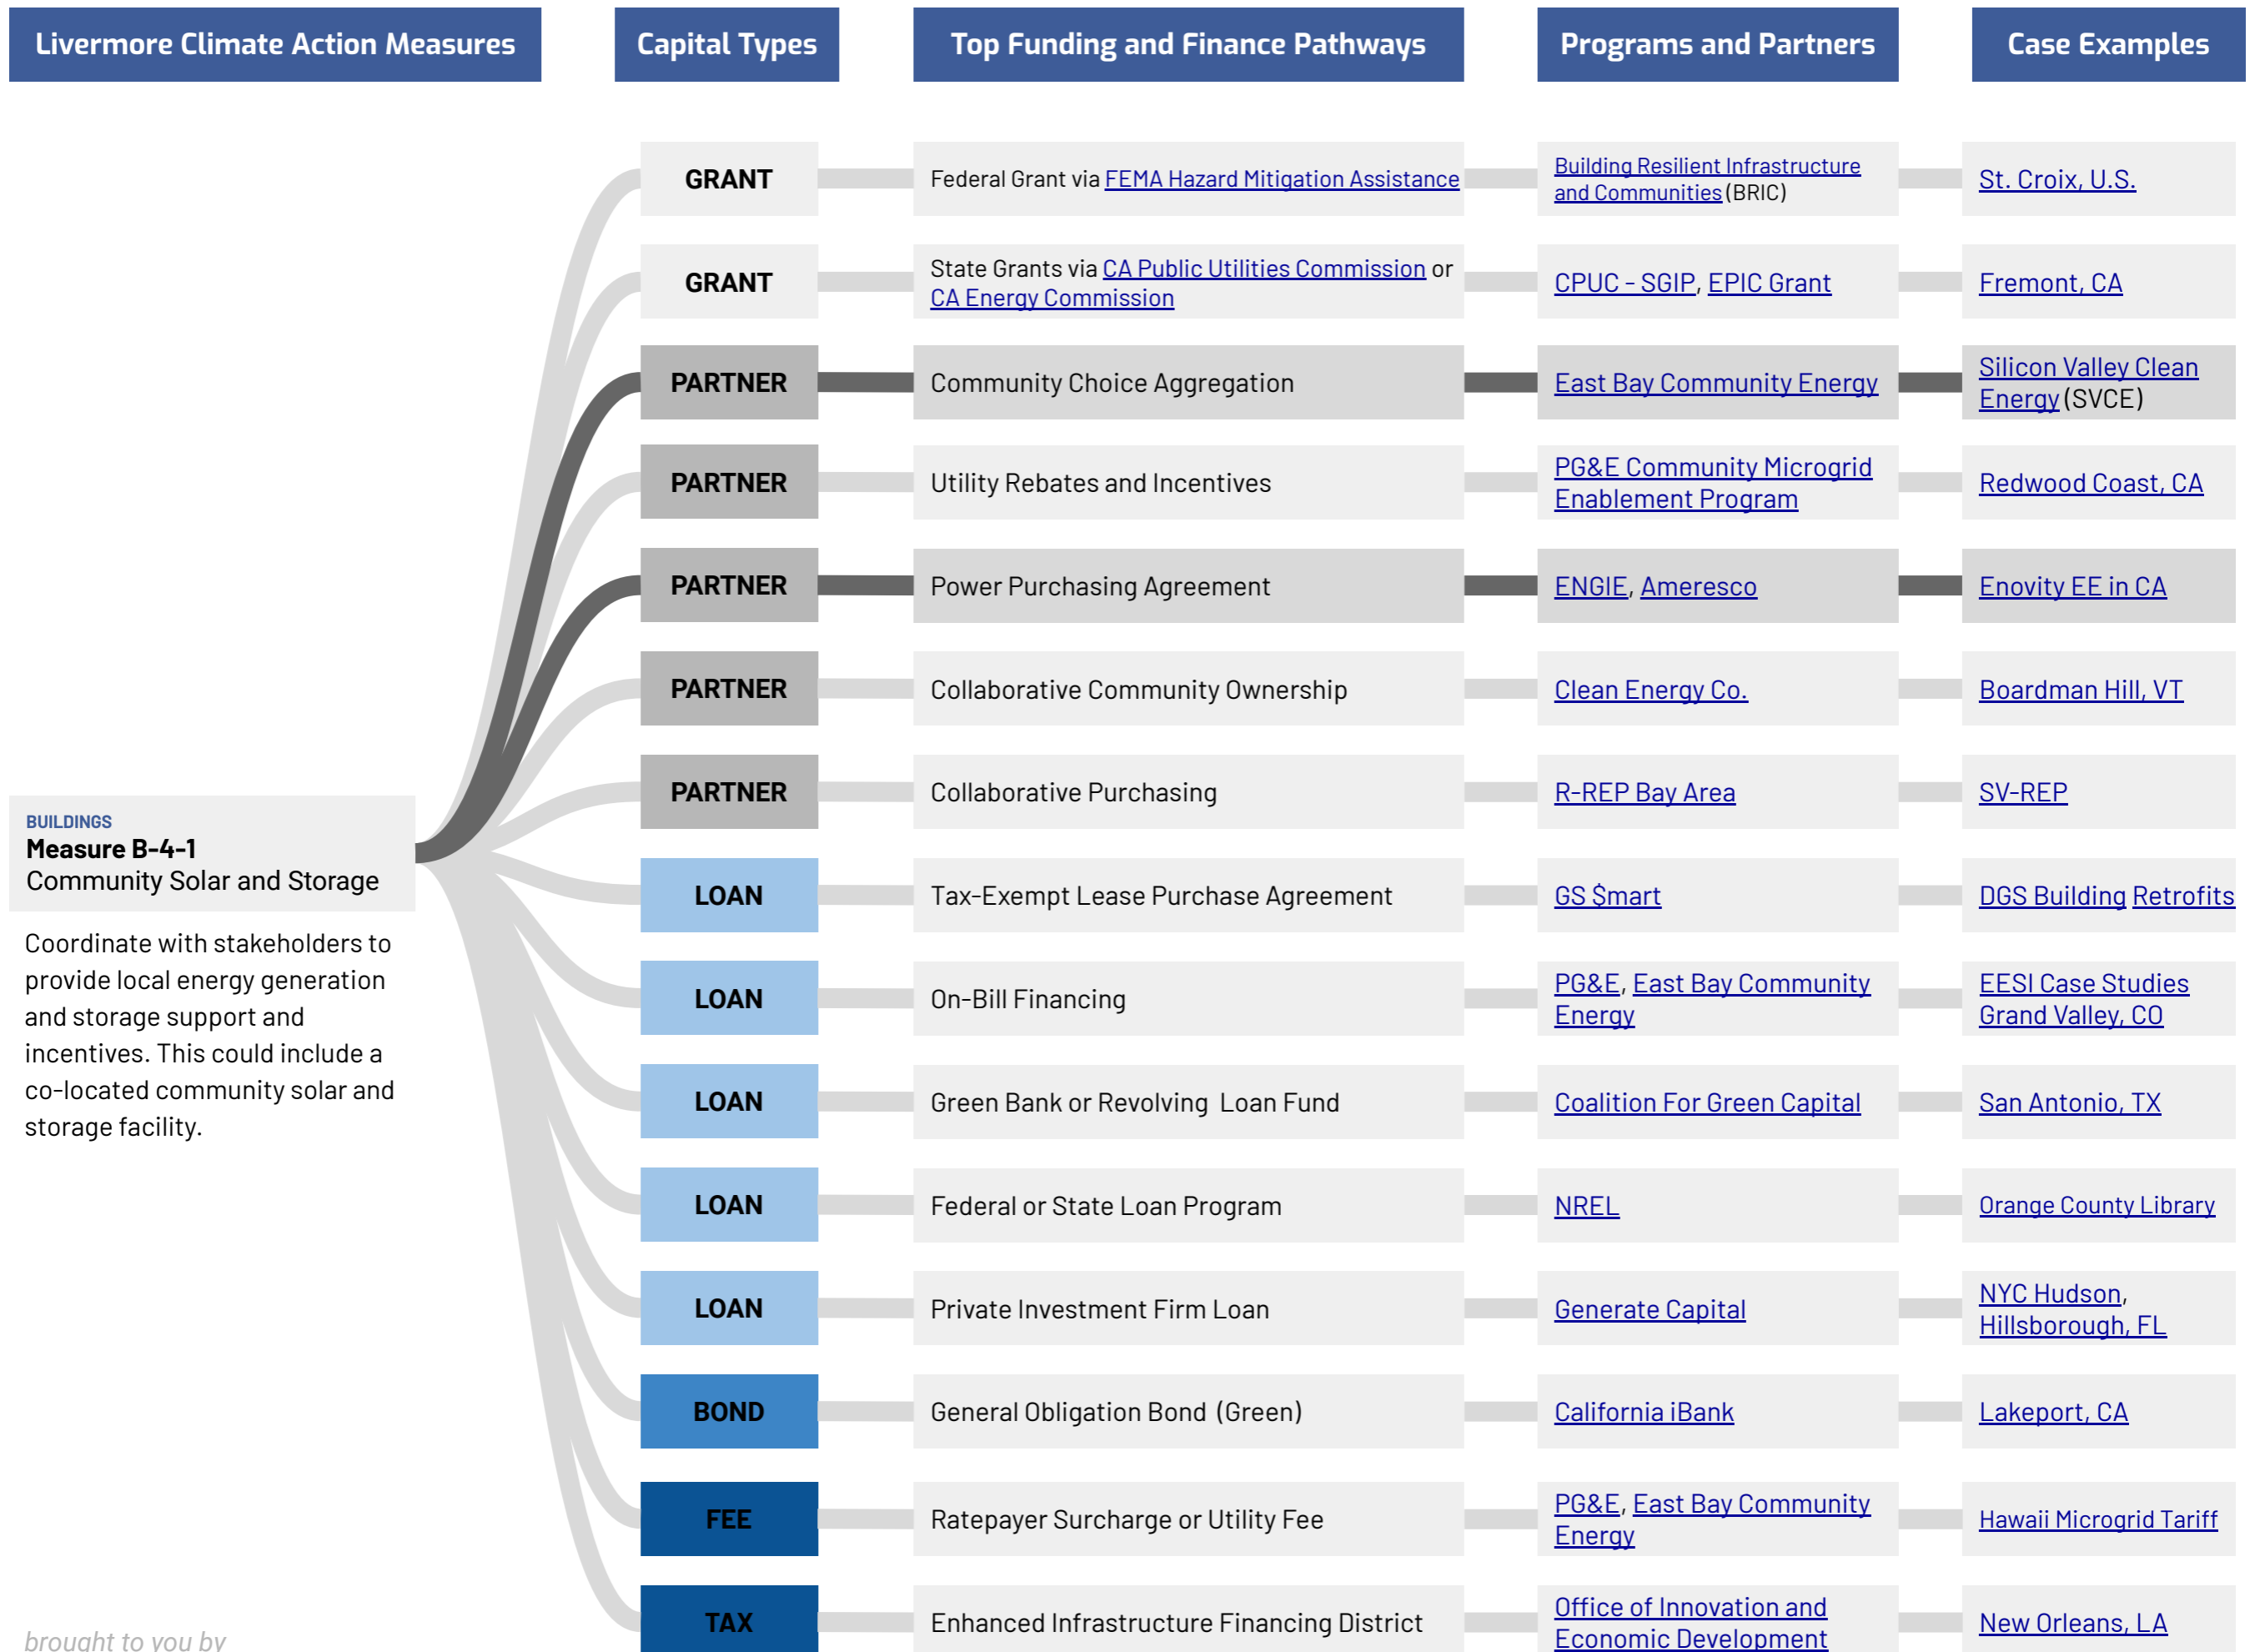 Livermore Climate Action Measures
Capital Types
Top Funding and Finance Pathways
Programs and Partners
Case Examples
GRANT
Federal Grant via FEMA Hazard Mitigation Assistance
Building Resilient Infrastructure
and Communities (BRIC)
St. Croix, U.S.
GRANT
State Grants via CA Public Utilities Commission or
CA Energy Commission
CPUC - SGIP, EPIC Grant
Fremont, CA
PARTNER
Community Choice Aggregation
East Bay Community Energy
Silicon Valley Clean
Energy (SVCE)
PARTNER
Utility Rebates and Incentives
PG&E Community Microgrid
Enablement Program
Redwood Coast, CA
PARTNER
Power Purchasing Agreement
ENGIE, Ameresco
Enovity EE in CA
PARTNER
Collaborative Community Ownership
Clean Energy Co.
Boardman Hill, VT
PARTNER
Collaborative Purchasing
R-REP Bay Area
SV-REP
BUILDINGS
Measure B-4-1
Community Solar and Storage
Coordinate with stakeholders to
provide local energy generation
and storage support and
incentives. This could include a
co-located community solar and
storage facility.
LOAN
Tax-Exempt Lease Purchase Agreement
GS $mart
DGS Building Retrofits
LOAN
On-Bill Financing
PG&E, East Bay Community
Energy
EESI Case Studies
Grand Valley, CO
LOAN
Green Bank or Revolving Loan Fund
Coalition For Green Capital
San Antonio, TX
LOAN
Federal or State Loan Program
NREL
Orange County Library
LOAN
Private Investment Firm Loan
Generate Capital
NYC Hudson,
Hillsborough, FL
BOND
General Obligation Bond (Green)
California iBank
Lakeport, CA
FEE
Ratepayer Surcharge or Utility Fee
PG&E, East Bay Community
Energy
Hawaii Microgrid Tariff
TAX
Enhanced Infrastructure Financing District
Office of Innovation and
Economic Development
New Orleans, LA
brought to you by